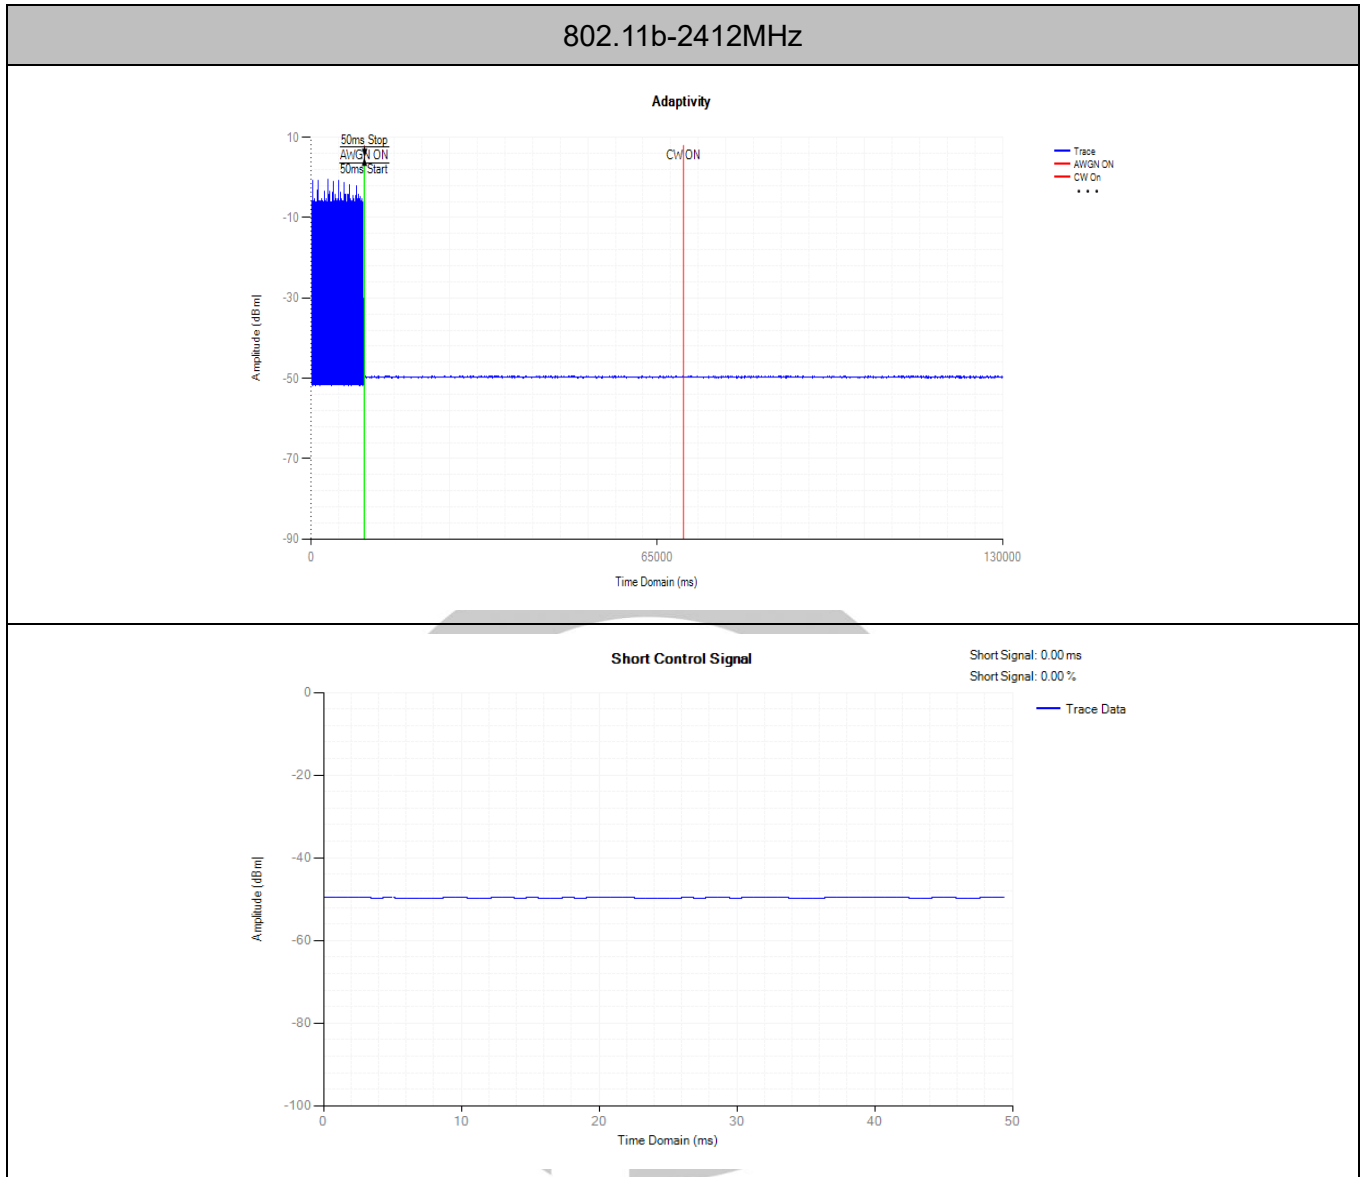 802.11b-2412MHz
Adaptivity
10
-10
-30
-50
-70
-90
Amplitude (dBm)
50ms Stop
AWGN ON
50ms Start
CW ON
Trace
AWGN ON
CW On
...
0
65000
130000
Time Domain (ms)
Short Control Signal
Short Signal: 0.00 ms
Short Signal: 0.00 %
Trace Data
0
-20
-40
-60
-80
-100
Amplitude (dBm)
0
10
20
30
40
50
Time Domain (ms)